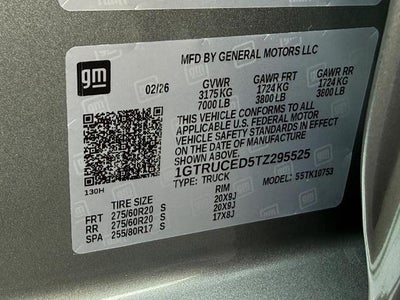 MFD BY GENERAL MOTORS LLC
gm
02/26 GVWR GAWR FRT GAWR RR
3175KG 1724 KG 1724 KG
7000 LB 3800 LB 3800 LB
THIS VEHICLE CONFORMS TO ALL
APPLICABLE U.S. FEDERAL MOTOR
VEHICLE SAFETY STANDARDS IN EFFECT
ON THE DATE OF MANUFACTURE
SHOWN ABOVE.
1GTRUCED5TZ295525
130H TYPE: TRUCK MODEL: 55TK10753
TIRE SIZE RIM
FRT 275/60R20 S 20X9J
RR 275/60R20 S 20X9J
SPA 255/80R17 S 17X8J